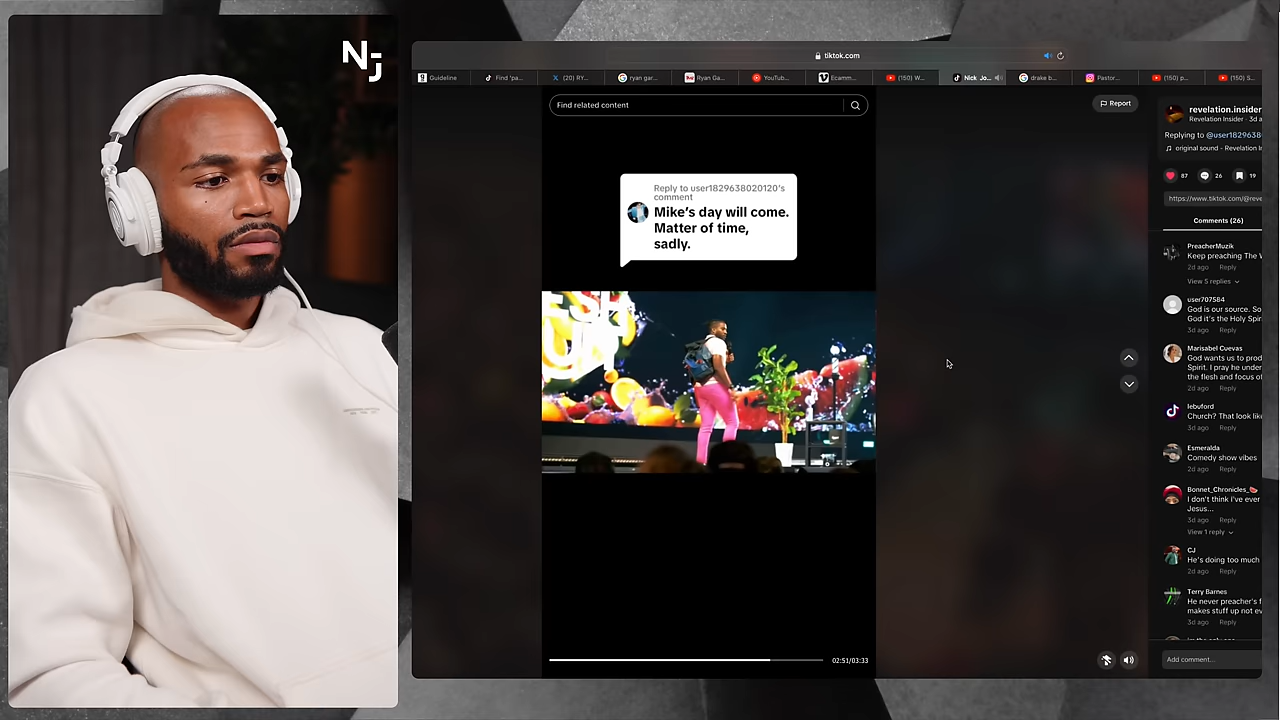 NJ
tiktok.com
Guideline
Find 'pa...
(20) RY...
ryan gar...
Ryan Ga...
YouTub...
Ecamm...
(150) W...
Nick Jo...
drake b...
Pastor...
(150) p...
(150) S...
Find related content
Report
Reply to user1829638020120's
comment
Mike's day will come.
Matter of time,
sadly.
ESH
02:51/03:33
revelation.insider
Revelation Insider · 3d a
Replying to @user1829638
original sound - Revelation I
87
26
19
https://www.tiktok.com/@reve
Comments (26)
PreacherMuzik
Keep preaching The W
2d ago Reply
View 5 replies
user707584
God is our source. So
God it's the Holy Spir
3d ago Reply
Marisabel Cuevas
God wants us to prod
Spirit. I pray he under
the flesh and focus of
2d ago Reply
lebuford
Church? That look lik
3d ago Reply
Esmeralda
Comedy show vibes
2d ago Reply
Bonnet_Chronicles_🍉
I don't think I've ever
Jesus...
3d ago Reply
View 1 reply
CJ
He's doing too much
2d ago Reply
Terry Barnes
He never preacher's f
makes stuff up not ev
3d ago Reply
Add comment...